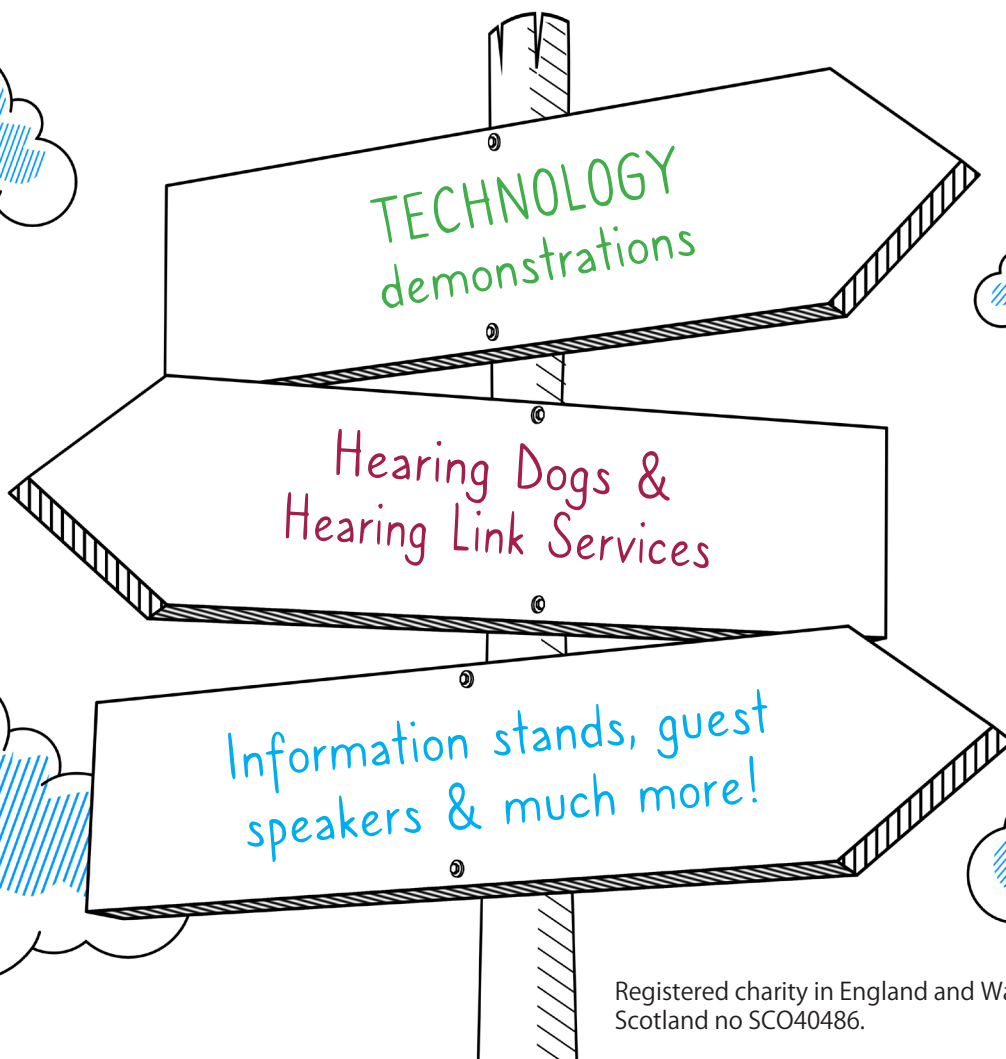 TECHNOLOGY
demonstrations
Hearing Dogs &
Hearing Link Services
Information stands, guest
speakers & much more!
Registered charity in England and
Scotland no SCO40486.